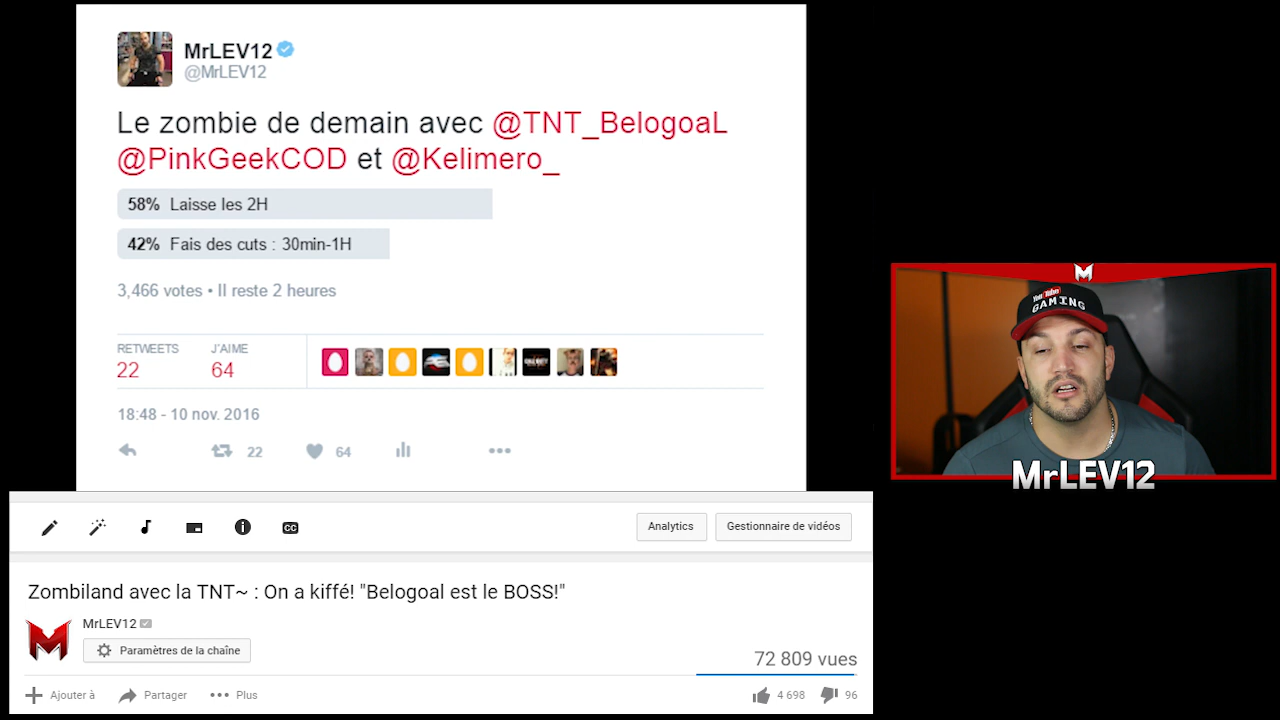 MrLEV12
@MrLEV12
Le zombie de demain avec @TNT_BelogoaL
@PinkGeekCOD et @Kelimero_
58% Laisse les 2H
42% Fais des cuts : 30min-1H
3,466 votes • Il reste 2 heures
RETWEETS J'AIME
22 64
18:48 - 10 nov. 2016
22 64
Analytics Gestionnaire de vidéos
Zombiland avec la TNT~ : On a kiffé! "Belogoal est le BOSS!"
MrLEV12
Paramètres de la chaîne
72 809 vues
Ajouter à Partager Plus 4 698 96
YouTube
GAMING
MrLEV12